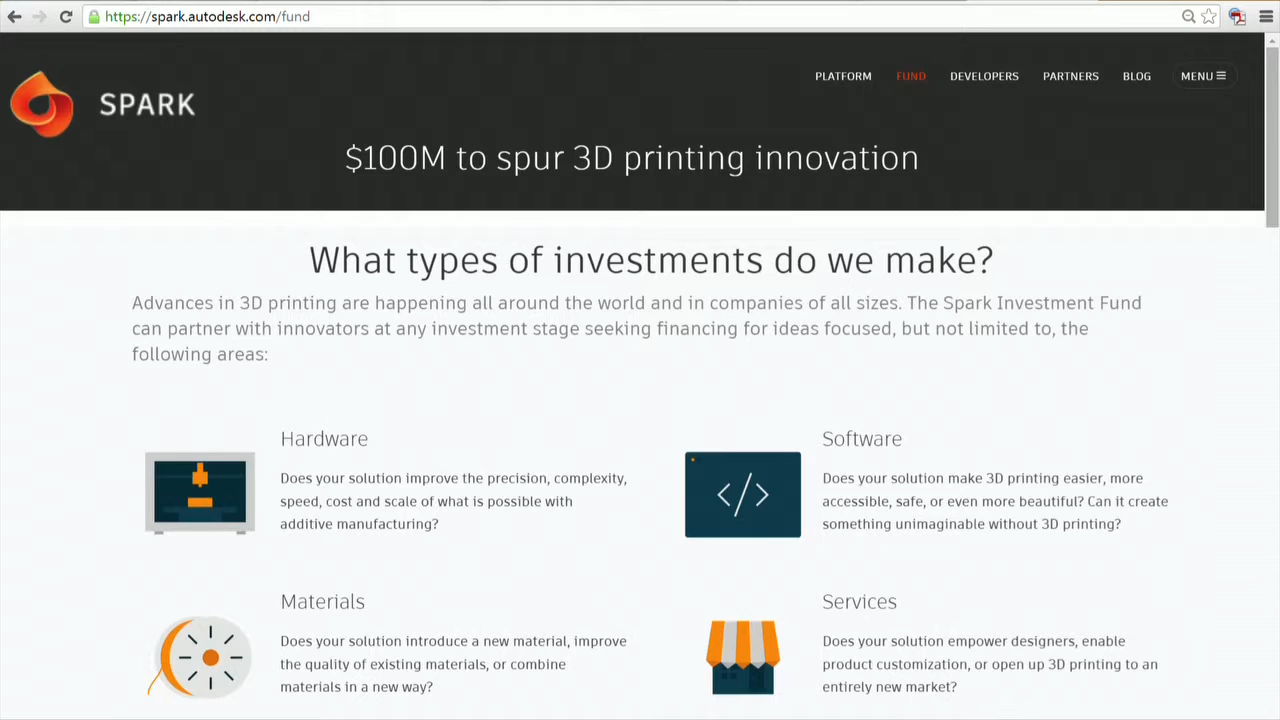 https://spark.autodesk.com/fund
PLATFORM FUND DEVELOPERS PARTNERS BLOG MENU
SPARK
$100M to spur 3D printing innovation
What types of investments do we make?
Advances in 3D printing are happening all around the world and in companies of all sizes. The Spark Investment Fund
can partner with innovators at any investment stage seeking financing for ideas focused, but not limited to, the
following areas:
Hardware
Does your solution improve the precision, complexity,
speed, cost and scale of what is possible with
additive manufacturing?
Software
Does your solution make 3D printing easier, more
accessible, safe, or even more beautiful? Can it create
something unimaginable without 3D printing?
</>
Materials
Does your solution introduce a new material, improve
the quality of existing materials, or combine
materials in a new way?
Services
Does your solution empower designers, enable
product customization, or open up 3D printing to an
entirely new market?